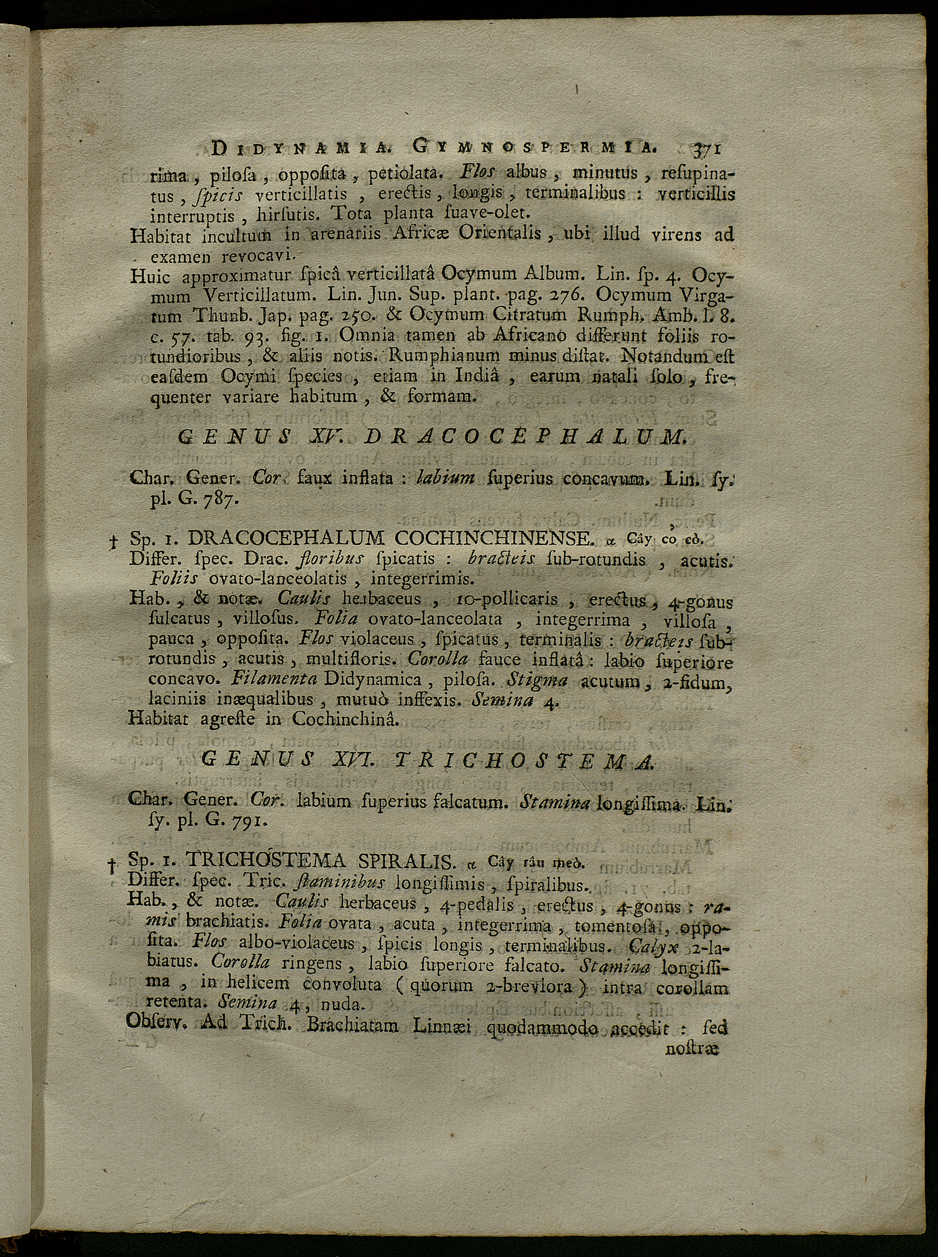 DIDYNAMIA. GYMNOSPERMIA. 371
rima, piloſa, oppoſita, petiolata. Flos albus, minutus, reſupina-
tus, ſpicis verticillatis, erectis, longis, terminalibus: verticillis
interruptis, hirſutis. Tota planta ſuave-olet.
Habitat incultum in arenariis Africæ Orientalis, ubi illud virens ad
examen revocavi.
Huic approximatur ſpicâ verticillatâ Ocymum Album. Lin. ſp. 4. Ocy-
mum Verticillatum. Lin. Jun. Sup. plant. pag. 276. Ocymum Virga-
tum Thunb. Jap. pag. 250. & Ocymum Citratum Rumph. Amb. l. 8.
c. 57. tab. 93. fig. 1. Omnia tamen ab Africano differunt foliis ro-
tundioribus, & aliis notis. Rumphianum minus diſtat. Notandum eſt
eaſdem Ocymi ſpecies, etiam in Indiâ, earum natali ſolo, fre-
quenter variare habitum, & formam.
GENUS XV. DRACOCEPHALUM.
Char. Gener. Cor. faux inflata: labium ſuperius concavum. Lin. ſy.
pl. G. 787.
† Sp. 1. DRACOCEPHALUM COCHINCHINENSE. α Cây co᾿ eò.
Differ. ſpec. Drac. floribus ſpicatis: bracteis ſub-rotundis, acutis.
Foliis ovato-lanceolatis, integerrimis.
Hab., & notæ. Caulis herbaceus, 10-pollicaris, erectus, 4-gonus
ſulcatus, villoſus. Folia ovato-lanceolata, integerrima, villoſa,
pauca, oppoſita. Flos violaceus, ſpicatus, terminalis: bracteis ſub-
rotundis, acutis, multifloris. Corolla fauce inflatâ: labio ſuperiore
concavo. Filamenta Didynamica, piloſa. Stigma acutum, 2-fidum,
laciniis inæqualibus, mutuò inflexis. Semina 4.
Habitat agreſte in Cochinchinâ.
GENUS XVI. TRICHOSTEMA.
Char. Gener. Cor. labium ſuperius falcatum. Stamina longiſſima. Lin.
ſy. pl. G. 791.
† Sp. 1. TRICHOSTEMA SPIRALIS. α Cây râu meò.
Differ. ſpec. Tric. ſtaminibus longiſſimis, ſpiralibus.
Hab., & notæ. Caulis herbaceus, 4-pedalis, erectus, 4-gonus: ra-
mis brachiatis. Folia ovata, acuta, integerrima, tomentoſa, oppo-
ſita. Flos albo-violaceus, ſpicis longis, terminalibus. Calyx 2-la-
biatus. Corolla ringens, labio ſuperiore falcato. Stamina longiſſi-
ma, in helicem convoluta (quorum 2-breviora) intra corollam
retenta. Semina 4, nuda.
Obſerv. Ad Trich. Brachiatam Linnæi quodammodo accedit: ſed
noſtræ